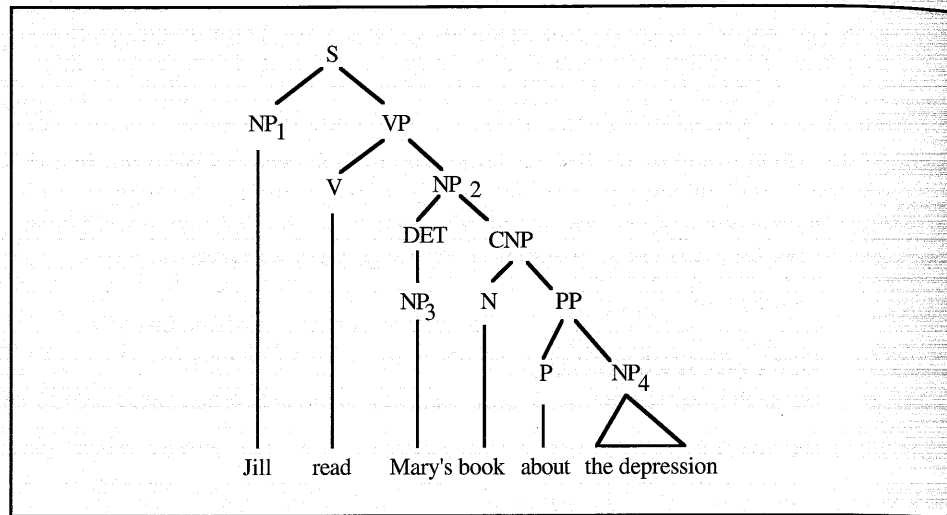 S
NP1 VP
V NP2
DET CNP
NP3 N PP
P NP4
Jill read Mary's book about the depression